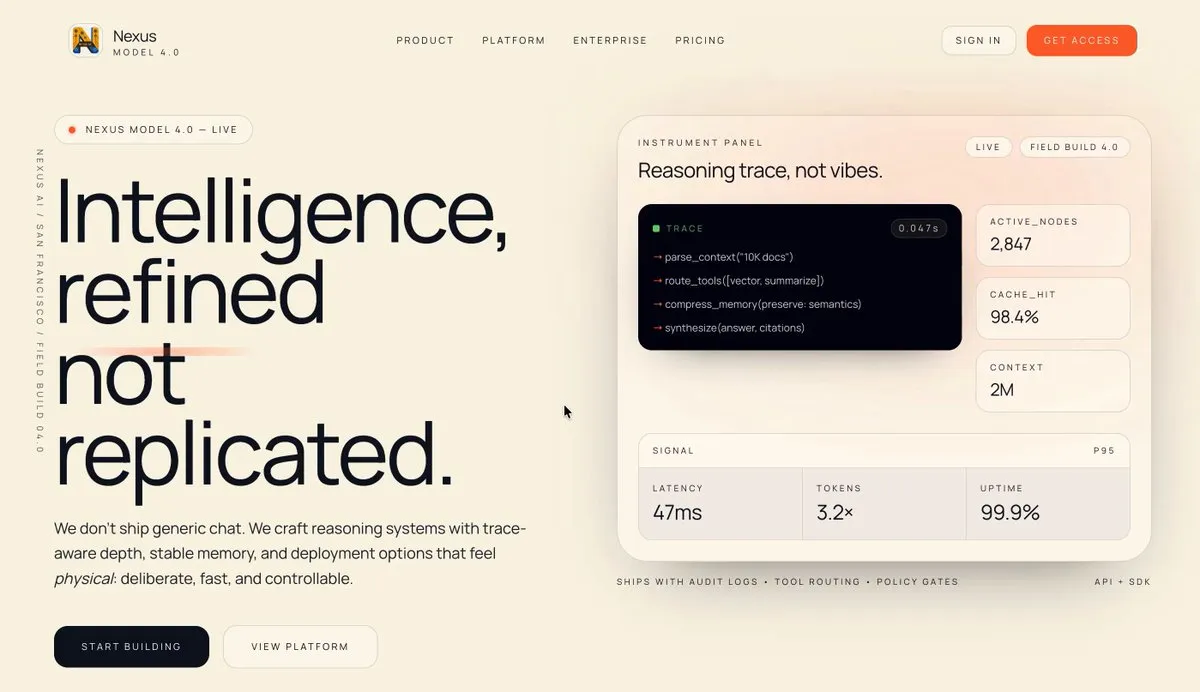 Nexus
MODEL 4.0
PRODUCT
PLATFORM
ENTERPRISE
PRICING
SIGN IN
GET ACCESS
NEXUS MODEL 4.0 — LIVE
NEXUS AI / SAN FRANCISCO / FIELD BUILD 04.0
Intelligence,
refined
not
replicated.
We don't ship generic chat. We craft reasoning systems with trace-
aware depth, stable memory, and deployment options that feel
physical: deliberate, fast, and controllable.
START BUILDING
VIEW PLATFORM
INSTRUMENT PANEL
Reasoning trace, not vibes.
LIVE
FIELD BUILD 4.0
TRACE
0.047s
→ parse_context("10K docs")
→ route_tools([vector, summarize])
→ compress_memory(preserve: semantics)
→ synthesize(answer, citations)
ACTIVE_NODES
2,847
CACHE_HIT
98.4%
CONTEXT
2M
SIGNAL
P95
LATENCY
47ms
TOKENS
3.2×
UPTIME
99.9%
SHIPS WITH AUDIT LOGS • TOOL ROUTING • POLICY GATES
API + SDK